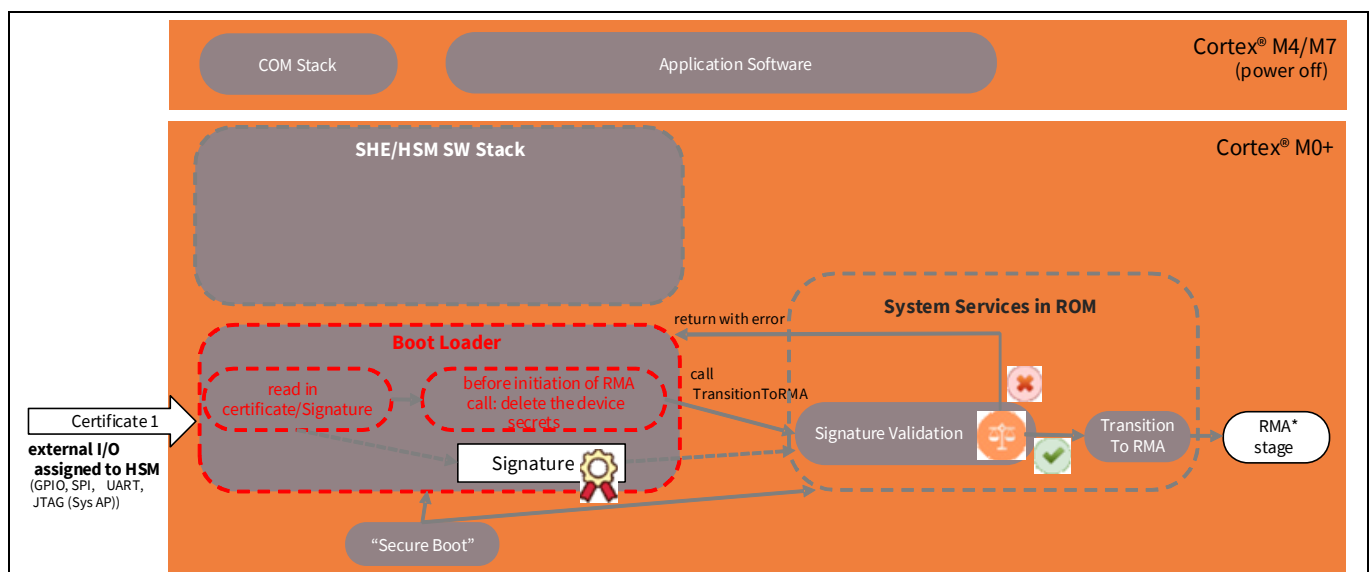 Cortex® M4/M7
(power off)
COM Stack
Application Software
Cortex® M0+
SHE/HSM SW Stack
System Services in ROM
return with error
Boot Loader
read in
certificate/Signature
before initiation of RMA
call: delete the device
secrets
call
TransitionToRMA
Certificate 1
external I/O
assigned to HSM
(GPIO, SPI, UART,
JTAG (Sys AP))
Signature
Signature Validation
Transition
To RMA
RMA*
stage
“Secure Boot”